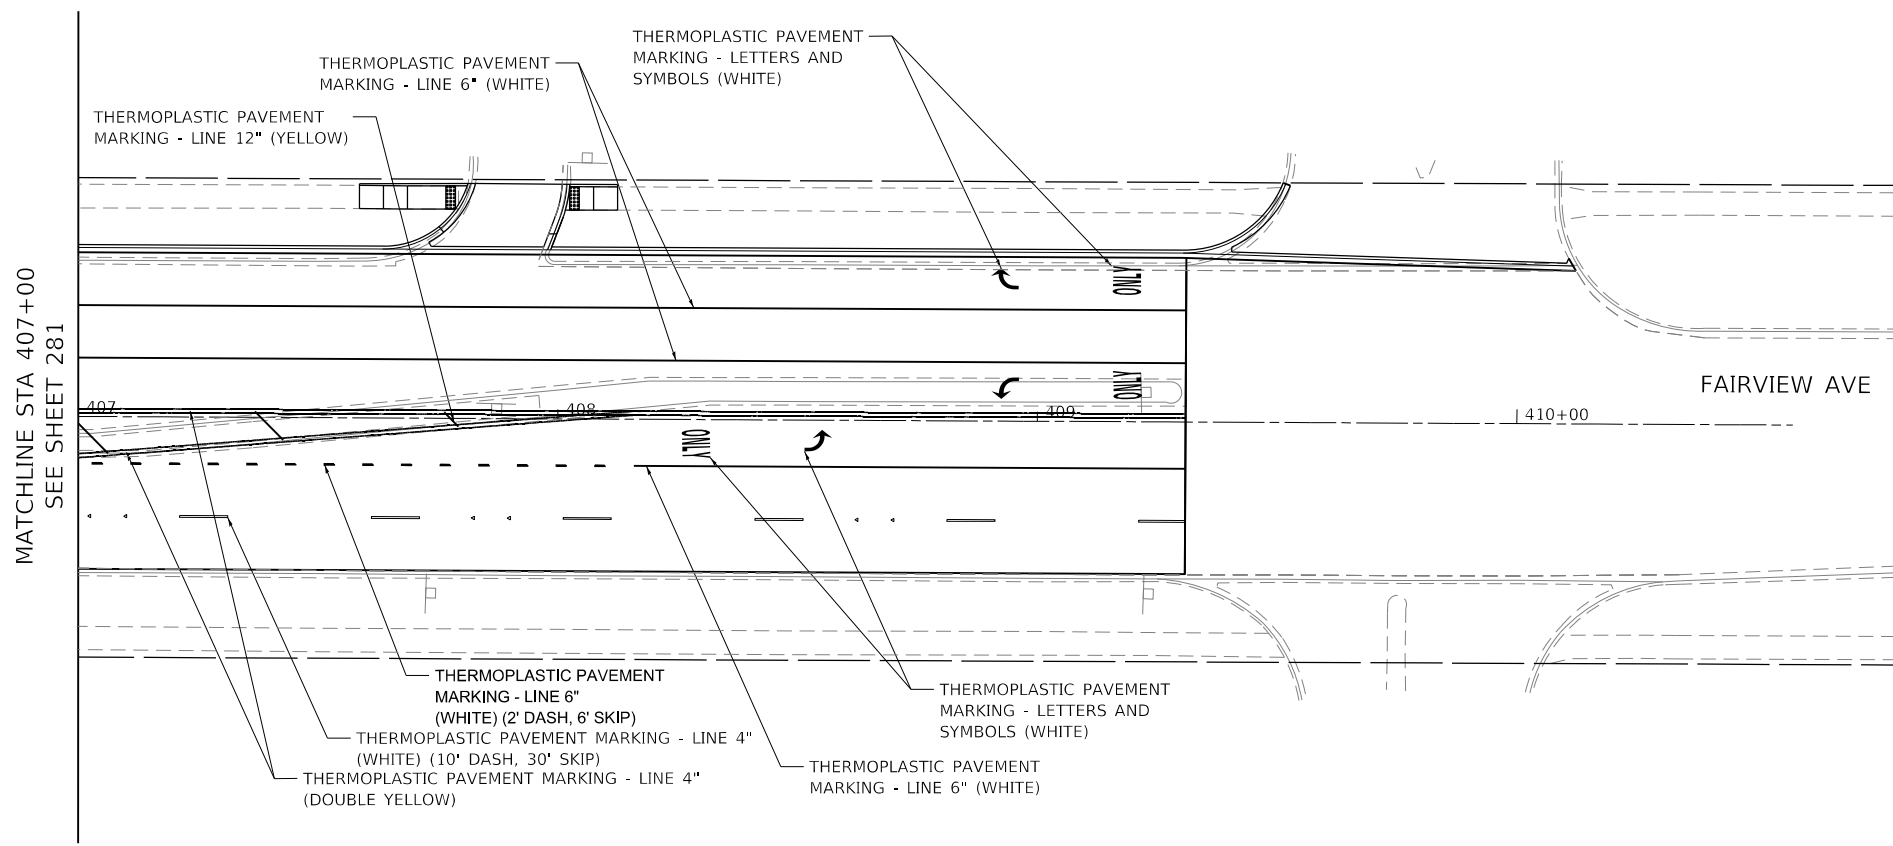 THERMOPLASTIC PAVEMENT
MARKING - LETTERS AND
SYMBOLS (WHITE)
THERMOPLASTIC PAVEMENT
MARKING - LINE 6" (WHITE)
THERMOPLASTIC PAVEMENT
MARKING - LINE 12" (YELLOW)
MATCHLINE STA 407+00
SEE SHEET 281
ONLY
ONLY
FAIRVIEW AVE
407
408
409
410+00
ONLY
THERMOPLASTIC PAVEMENT
MARKING - LINE 6"
(WHITE) (2' DASH, 6' SKIP)
THERMOPLASTIC PAVEMENT
MARKING - LETTERS AND
SYMBOLS (WHITE)
THERMOPLASTIC PAVEMENT MARKING - LINE 4"
(WHITE) (10' DASH, 30' SKIP)
THERMOPLASTIC PAVEMENT MARKING - LINE 4"
(DOUBLE YELLOW)
THERMOPLASTIC PAVEMENT
MARKING - LINE 6" (WHITE)